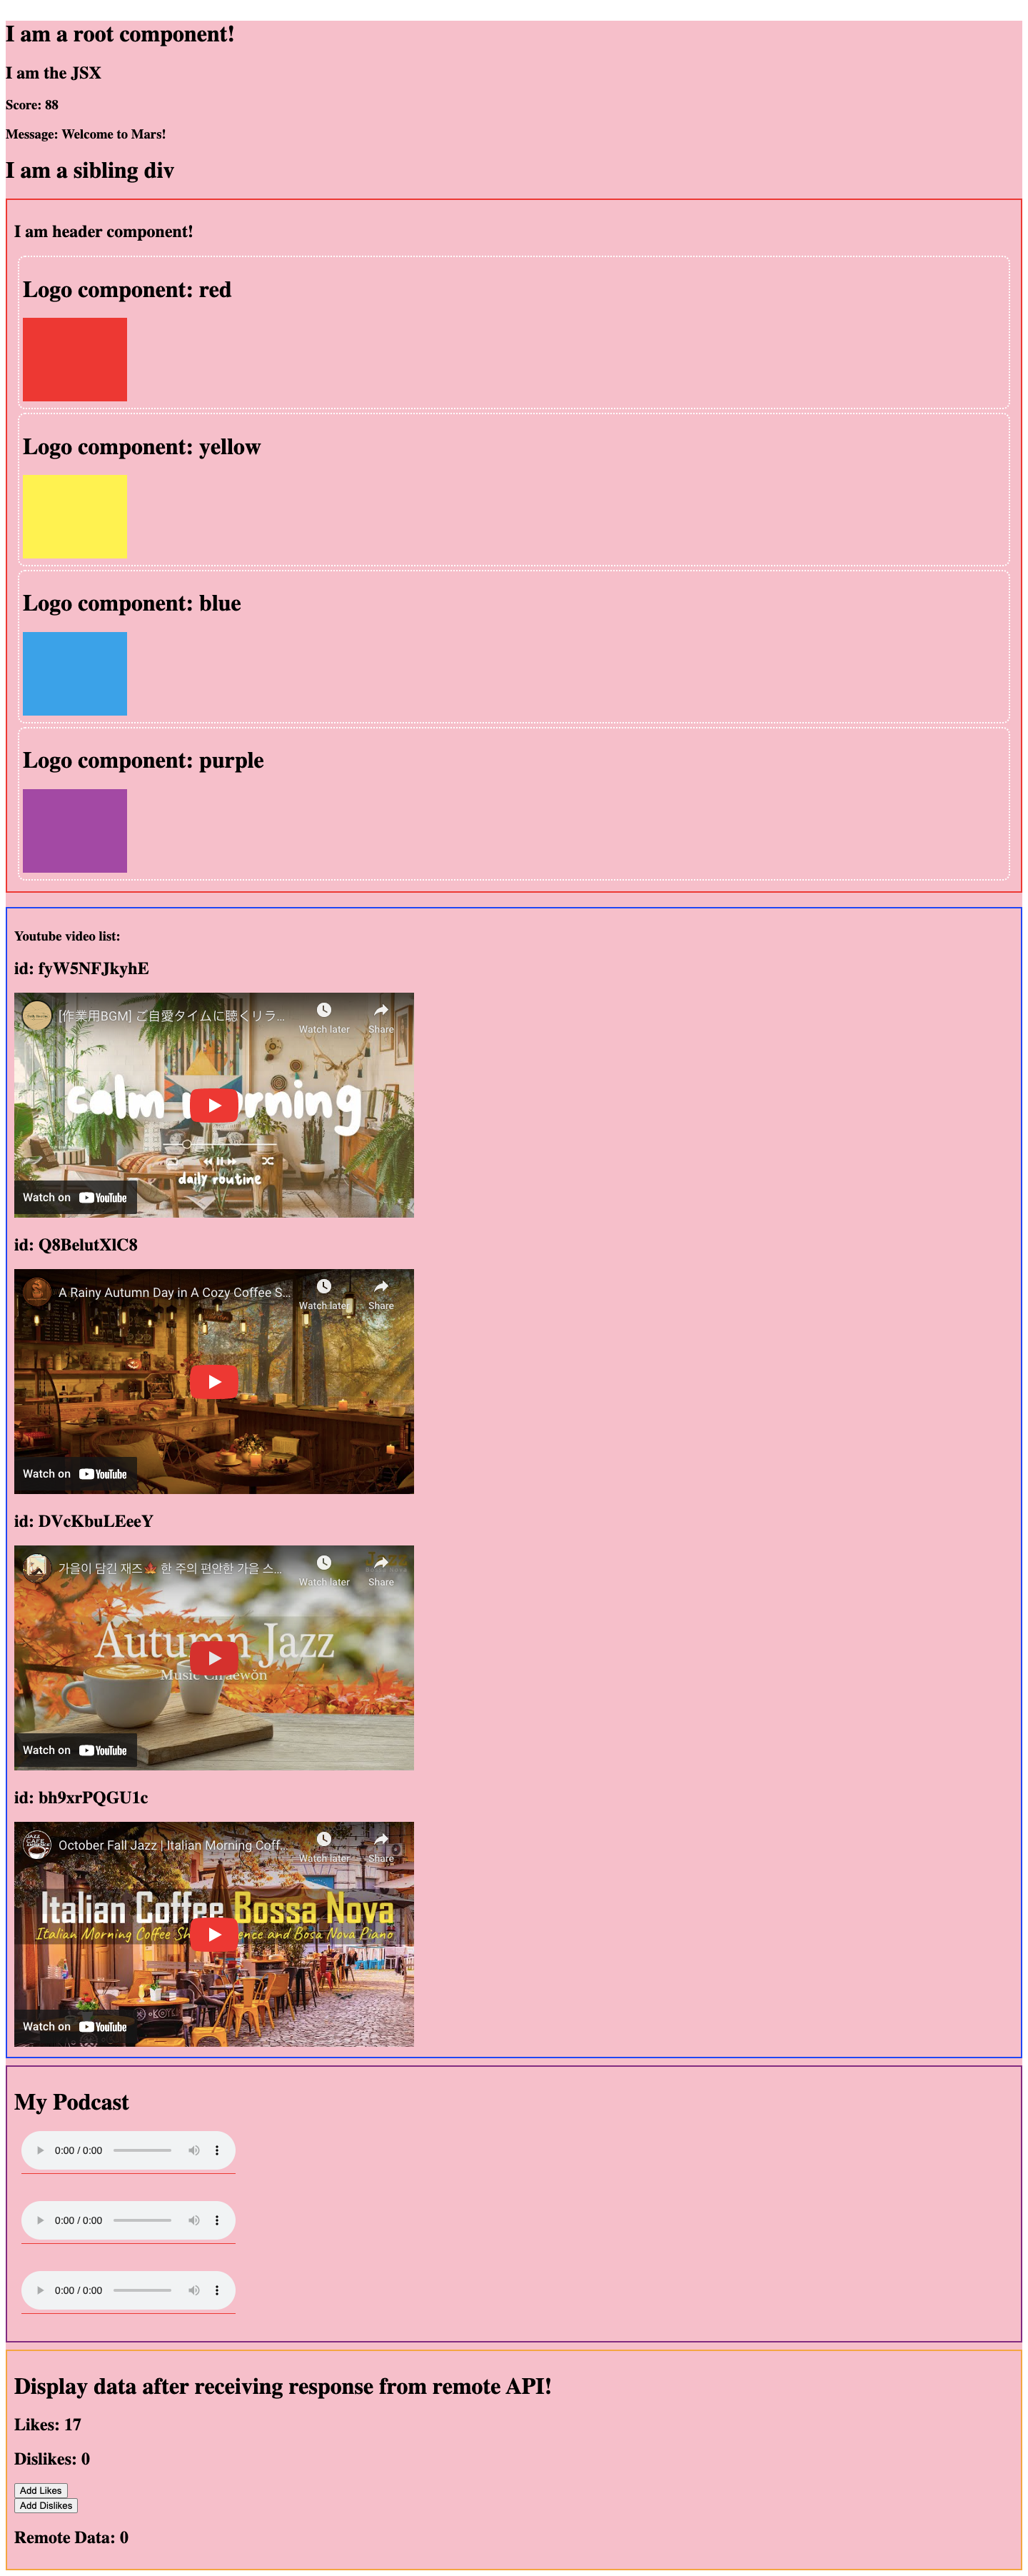 I am a root component!
I am the JSX
Score: 88
Message: Welcome to Mars!
I am a sibling div
I am header component!
Logo component: red
Logo component: yellow
Logo component: blue
Logo component: purple
Youtube video list:
id: fyW5NFJkyhE
[作業用BGM] ご自愛タイムに聴くリラ...
Watch later
Share
calm
daily routine
Watch on YouTube
id: Q8BelutXlC8
A Rainy Autumn Day in A Cozy Coffee S...
Watch later
Share
Watch on YouTube
id: DVcKbuLEeeY
가을이 담긴 재즈🍁 한 주의 편안한 가을 스...
Watch later
Share
Autumn Jazz
Music
Watch on YouTube
id: bh9xrPQGU1c
October Fall Jazz | Italian Morning Coff...
Watch later
Share
Italian Coffee Bossa Nova
Italian Morning Coffee and Bosa Nova Piano
Watch on YouTube
My Podcast
0:00 / 0:00
0:00 / 0:00
0:00 / 0:00
Display data after receiving response from remote API!
Likes: 17
Dislikes: 0
Add Likes
Add Dislikes
Remote Data: 0